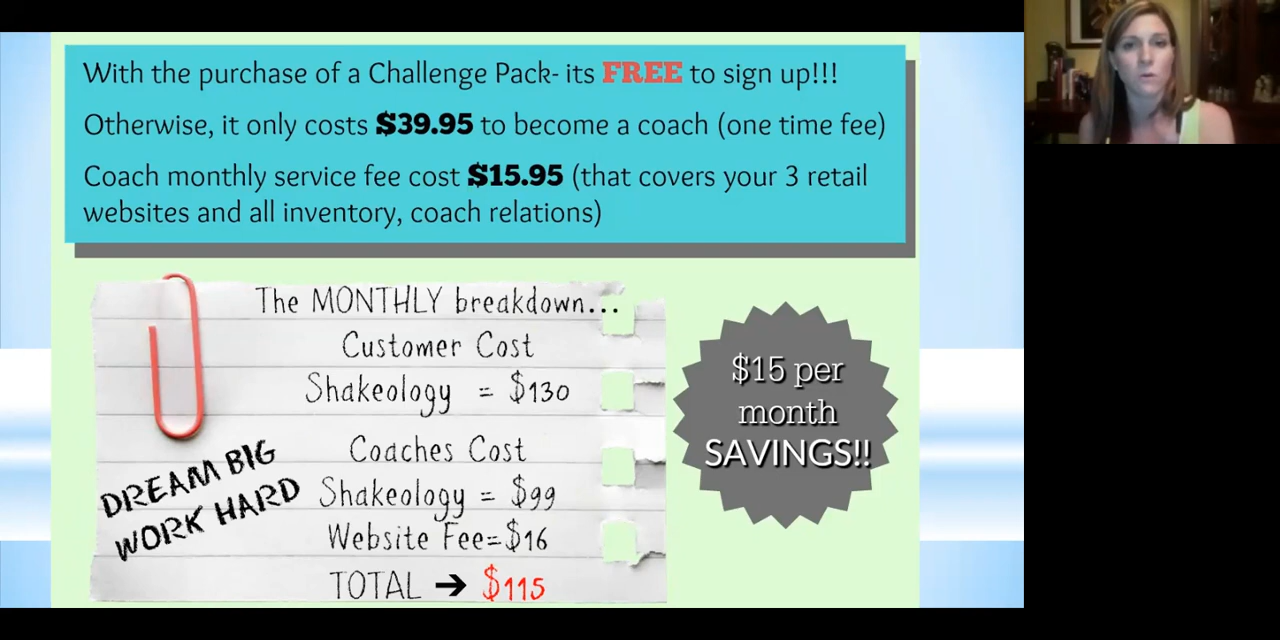 With the purchase of a Challenge Pack- its FREE to sign up!!!
Otherwise, it only costs $39.95 to become a coach (one time fee)
Coach monthly service fee cost $15.95 (that covers your 3 retail
websites and all inventory, coach relations)
The MONTHLY breakdown...
Customer Cost
Shakeology = $130
Coaches Cost
Shakeology = $99
Website Fee=$16
TOTAL → $115
DREAM BIG
WORK HARD
$15 per
month
SAVINGS!!